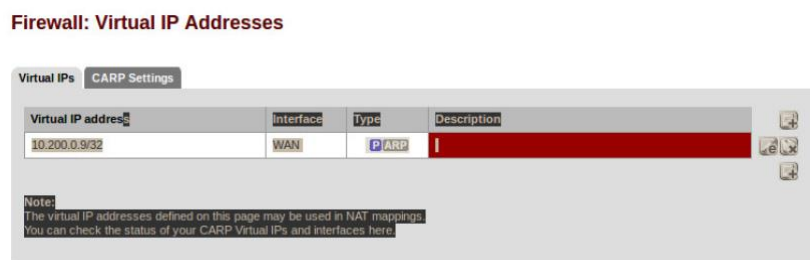 Firewall: Virtual IP Addresses
Virtual IPs CARP Settings
Virtual IP address Interface Type Description
10.200.0.9/32 WAN P ARP
Note:
The virtual IP addresses defined on this page may be used in NAT mappings.
You can check the status of your CARP Virtual IPs and interfaces here.